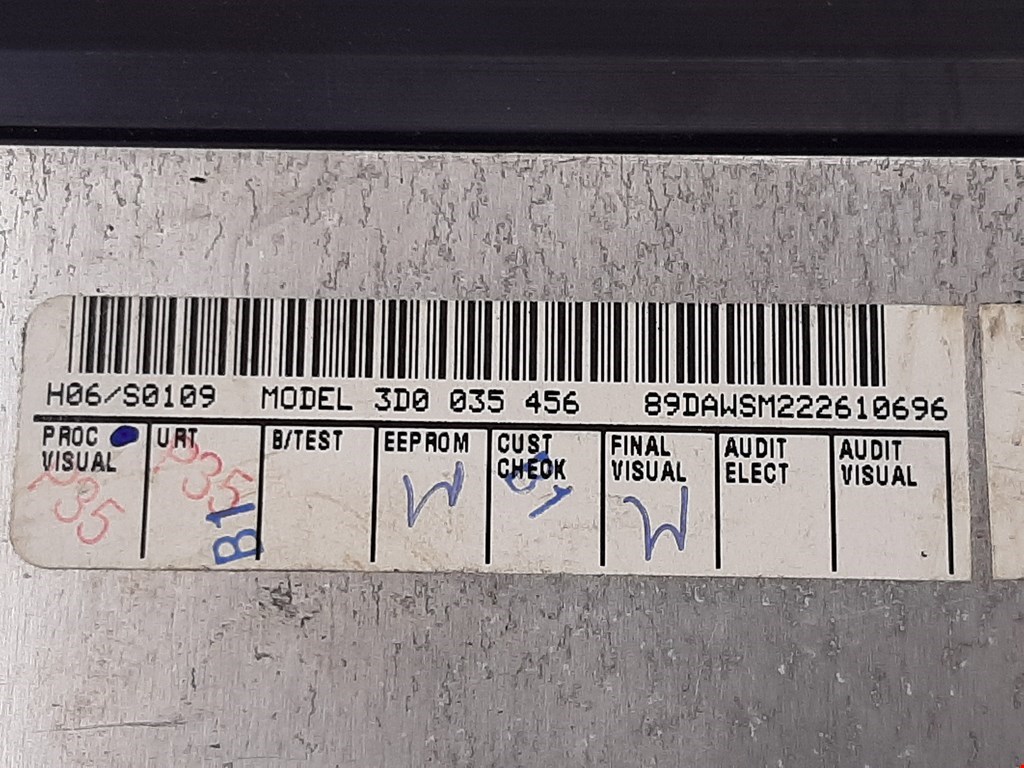 H06/S0109 MODEL 3D0 035 456 89DAWSM222610696
PROC VISUAL
URT
B/TEST
EEPROM
CUST CHECK
FINAL VISUAL
AUDIT ELECT
AUDIT VISUAL
B1
W
W